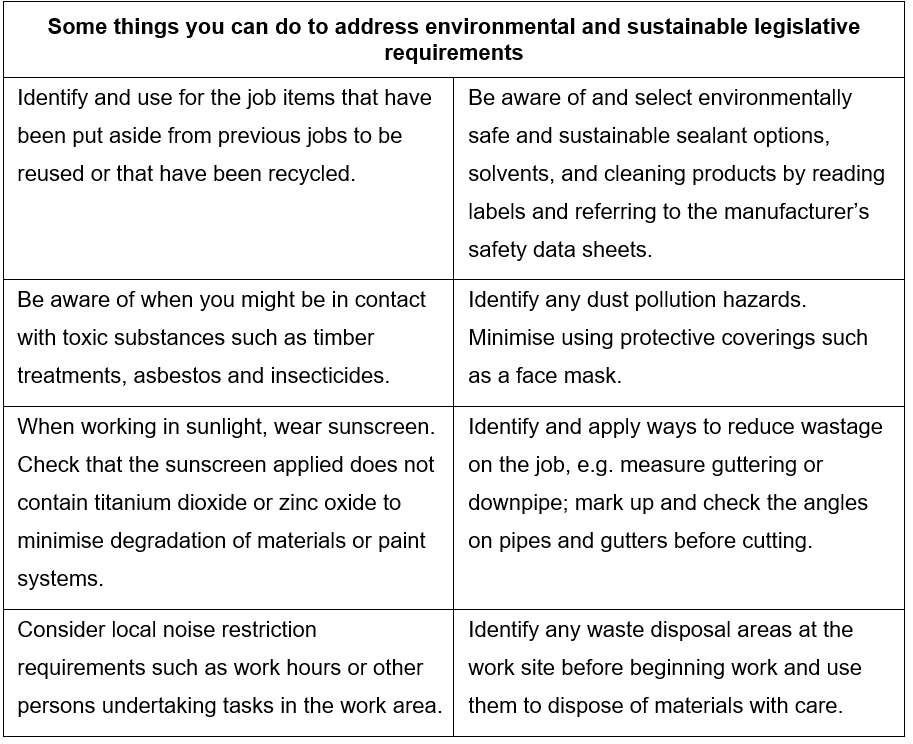 Some things you can do to address environmental and sustainable legislative
requirements
Identify and use for the job items that have
been put aside from previous jobs to be
reused or that have been recycled.
Be aware of and select environmentally
safe and sustainable sealant options,
solvents, and cleaning products by reading
labels and referring to the manufacturer’s
safety data sheets.
Be aware of when you might be in contact
with toxic substances such as timber
treatments, asbestos and insecticides.
Identify any dust pollution hazards.
Minimise using protective coverings such
as a face mask.
When working in sunlight, wear sunscreen.
Check that the sunscreen applied does not
contain titanium dioxide or zinc oxide to
minimise degradation of materials or paint
systems.
Identify and apply ways to reduce wastage
on the job, e.g. measure guttering or
downpipe; mark up and check the angles
on pipes and gutters before cutting.
Consider local noise restriction
requirements such as work hours or other
persons undertaking tasks in the work area.
Identify any waste disposal areas at the
work site before beginning work and use
them to dispose of materials with care.